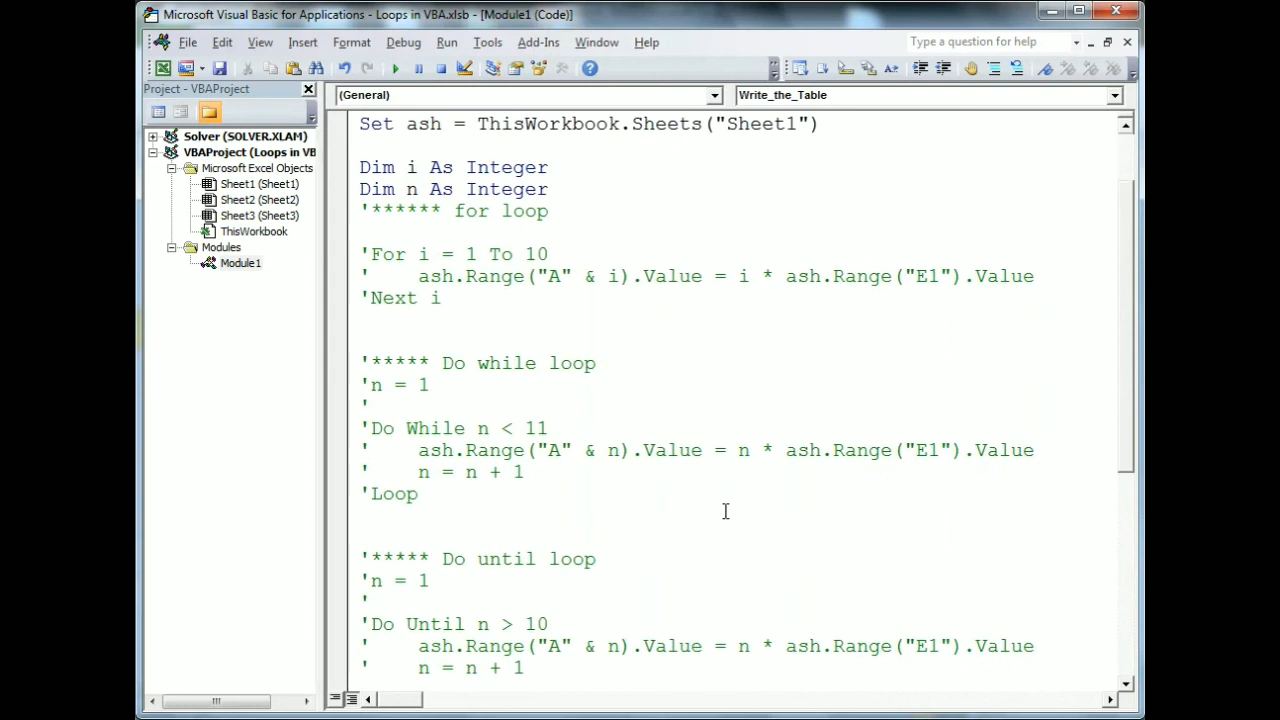 Microsoft Visual Basic for Applications - Loops in VBA.xlsb - [Module1 (Code)]
File Edit View Insert Format Debug Run Tools Add-Ins Window Help Type a question for help
Project - VBAProject
(General) Write_the_Table
Solver (SOLVER.XLAM)
VBAProject (Loops in VB
Microsoft Excel Objects
Sheet1 (Sheet1)
Sheet2 (Sheet2)
Sheet3 (Sheet3)
ThisWorkbook
Modules
Module1
Set ash = ThisWorkbook.Sheets("Sheet1")
Dim i As Integer
Dim n As Integer
'****** for loop
'For i = 1 To 10
'    ash.Range("A" & i).Value = i * ash.Range("E1").Value
'Next i
'***** Do while loop
'n = 1
'
'Do While n < 11
'    ash.Range("A" & n).Value = n * ash.Range("E1").Value
'    n = n + 1
'Loop
'***** Do until loop
'n = 1
'
'Do Until n > 10
'    ash.Range("A" & n).Value = n * ash.Range("E1").Value
'    n = n + 1